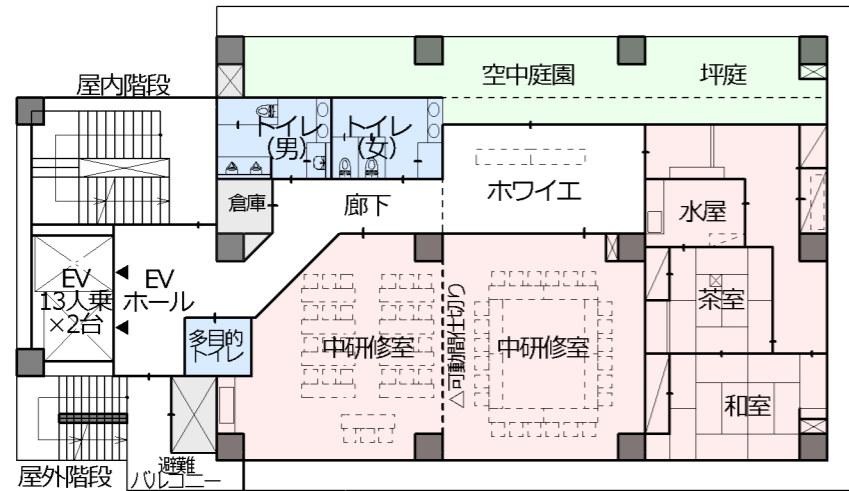 空中庭園
坪庭
屋内階段
トイレ
(男)
トイレ
(女)
倉庫
廊下
ホワイエ
水屋
EV
13人乗
×2台
EV
ホール
多目的
トイレ
中研修室
△可動間仕切り
中研修室
茶室
和室
屋外階段
避難
バルコニー